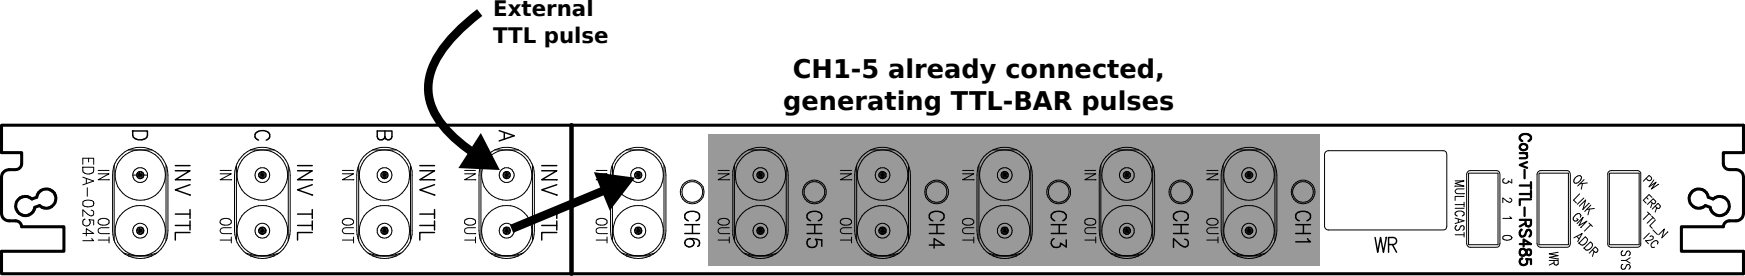 External
TTL pulse
CH1-5 already connected,
generating TTL-BAR pulses
D
EDA-02541
IN
OUT
INV TTL
C
IN
OUT
INV TTL
B
IN
OUT
INV TTL
A
IN
OUT
INV TTL
IN
OUT
CH6
IN
OUT
CH5
IN
OUT
CH4
IN
OUT
CH3
IN
OUT
CH2
IN
OUT
CH1
WR
MULTICAST
3 2 1 0
Conv-TTL-RS485
OK
LINK
GMT
ADDR
WR
PW
ERR
TTL_N
I2C
SYS